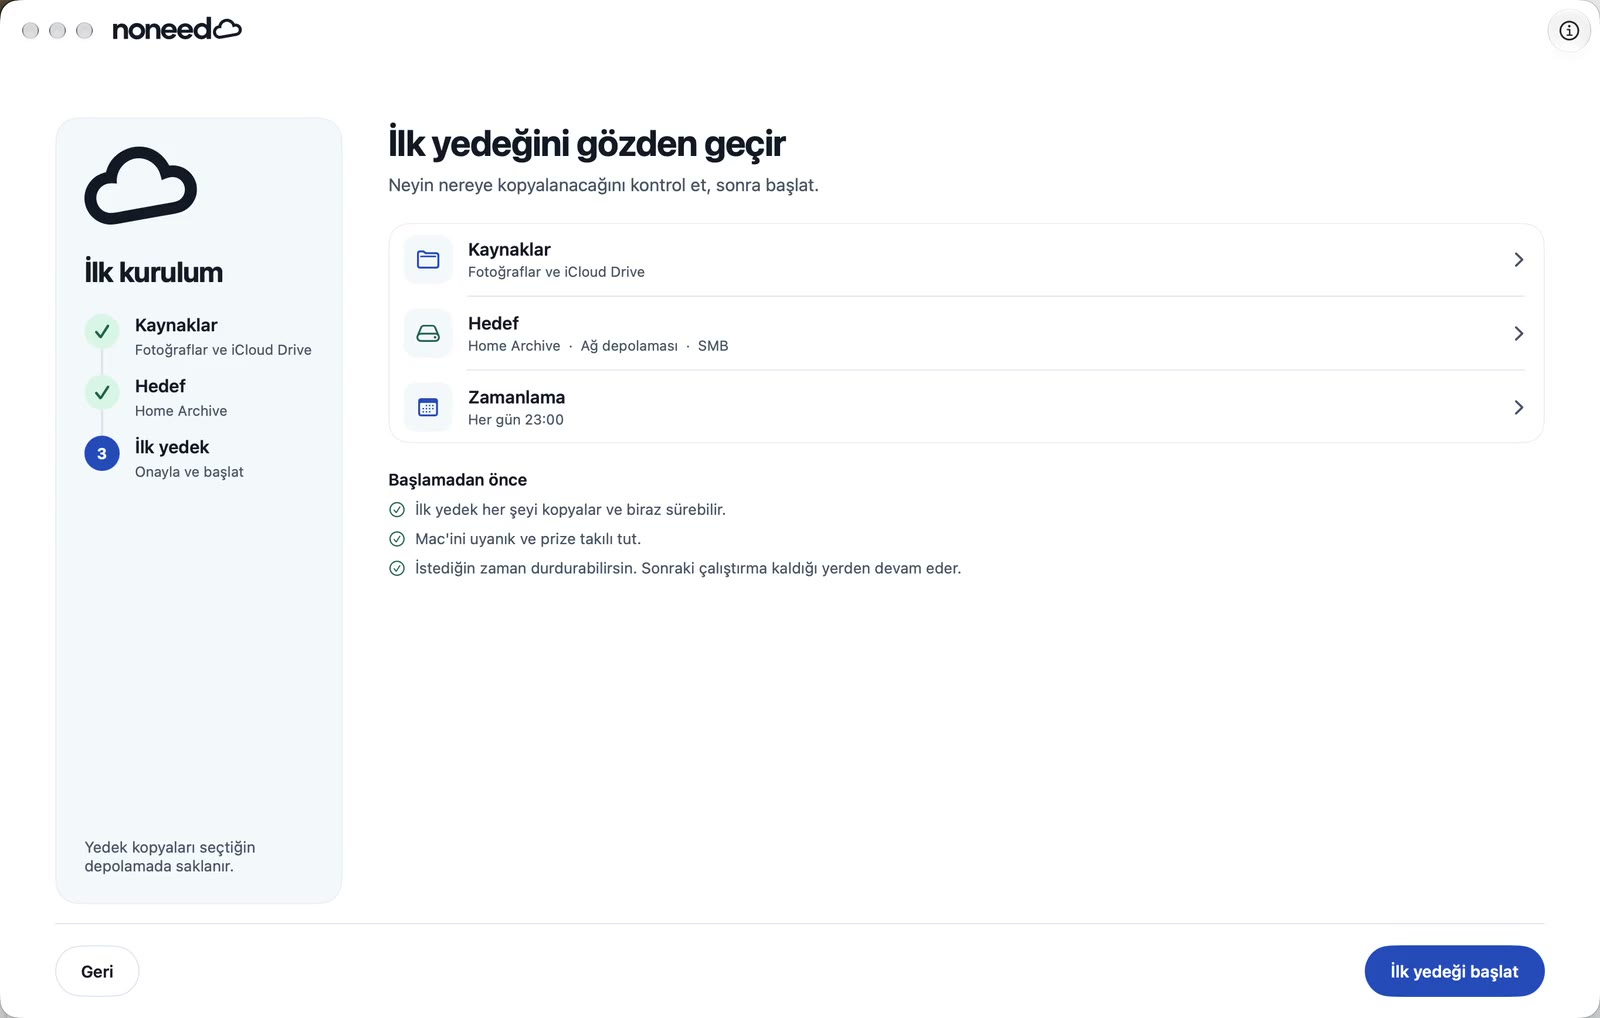 noneed
İlk kurulum
Kaynaklar
Fotoğraflar ve iCloud Drive
Hedef
Home Archive
3
İlk yedek
Onayla ve başlat
Yedek kopyaları seçtiğin
depolamada saklanır.
İlk yedeğini gözden geçir
Neyin nereye kopyalanacağını kontrol et, sonra başlat.
Kaynaklar
Fotoğraflar ve iCloud Drive
Hedef
Home Archive · Ağ depolaması · SMB
Zamanlama
Her gün 23:00
Başlamadan önce
İlk yedek her şeyi kopyalar ve biraz sürebilir.
Mac'ini uyanık ve prize takılı tut.
İstediğin zaman durdurabilirsin. Sonraki çalıştırma kaldığı yerden devam eder.
Geri
İlk yedeği başlat